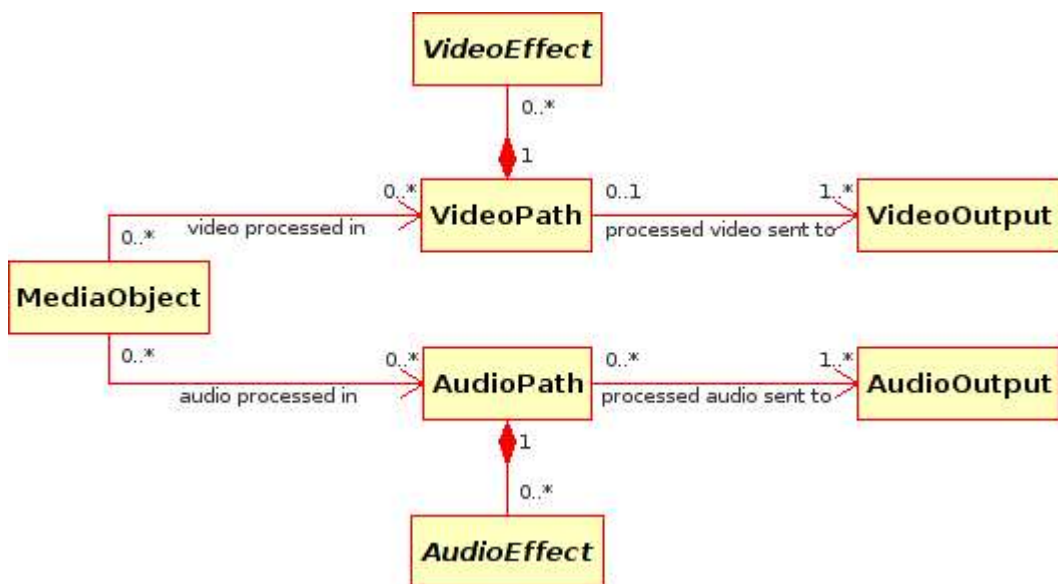 VideoEffect
0..*
1
0..*
VideoPath
0..1
1..*
VideoOutput
video processed in
processed video sent to
0..*
MediaObject
0..*
0..*
AudioPath
0..*
1..*
AudioOutput
audio processed in
processed audio sent to
1
0..*
AudioEffect